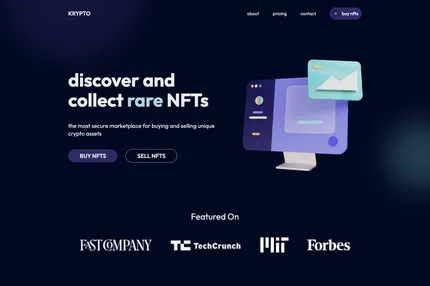 KRYPTO
about
pricing
contact
buy nfts
discover and
collect rare NFTs
the most secure marketplace for buying and selling unique
crypto assets
BUY NFTS
SELL NFTS
Featured On
FAST COMPANY
TC TechCrunch
MIT
Forbes